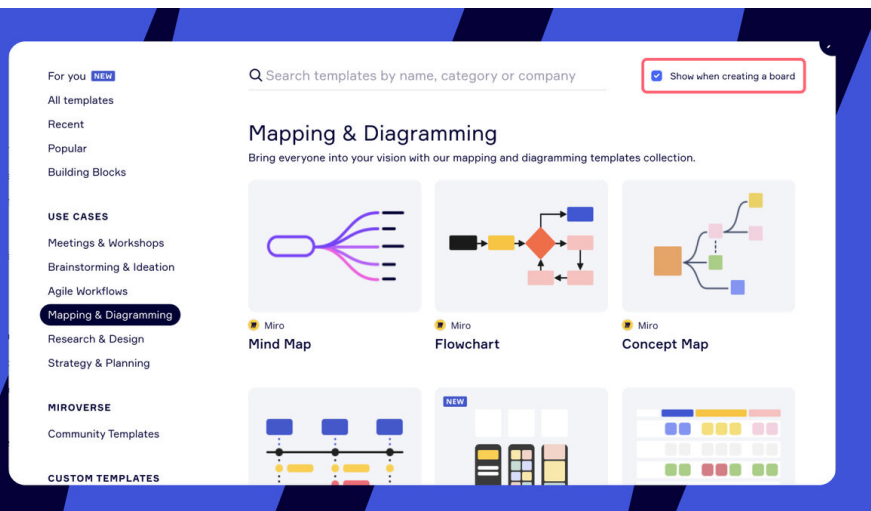 For you NEW
All templates
Recent
Popular
Building Blocks
USE CASES
Meetings & Workshops
Brainstorming & Ideation
Agile Workflows
Mapping & Diagramming
Research & Design
Strategy & Planning
MIROVERSE
Community Templates
CUSTOM TEMPLATES
Search templates by name, category or company
Show when creating a board
Mapping & Diagramming
Bring everyone into your vision with our mapping and diagramming templates collection.
Miro
Mind Map
Miro
Flowchart
Miro
Concept Map
NEW